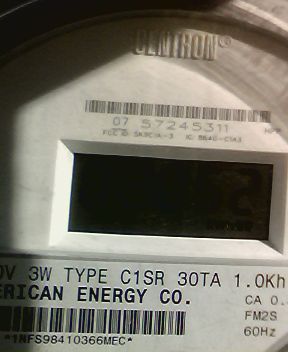 CENTRON®
07 57245311
0V 3W TYPE C1SR 30TA 1.0Kh
ERICAN ENERGY CO.
CA 0.
FM2S
60Hz
*1NFS98410366MEC*